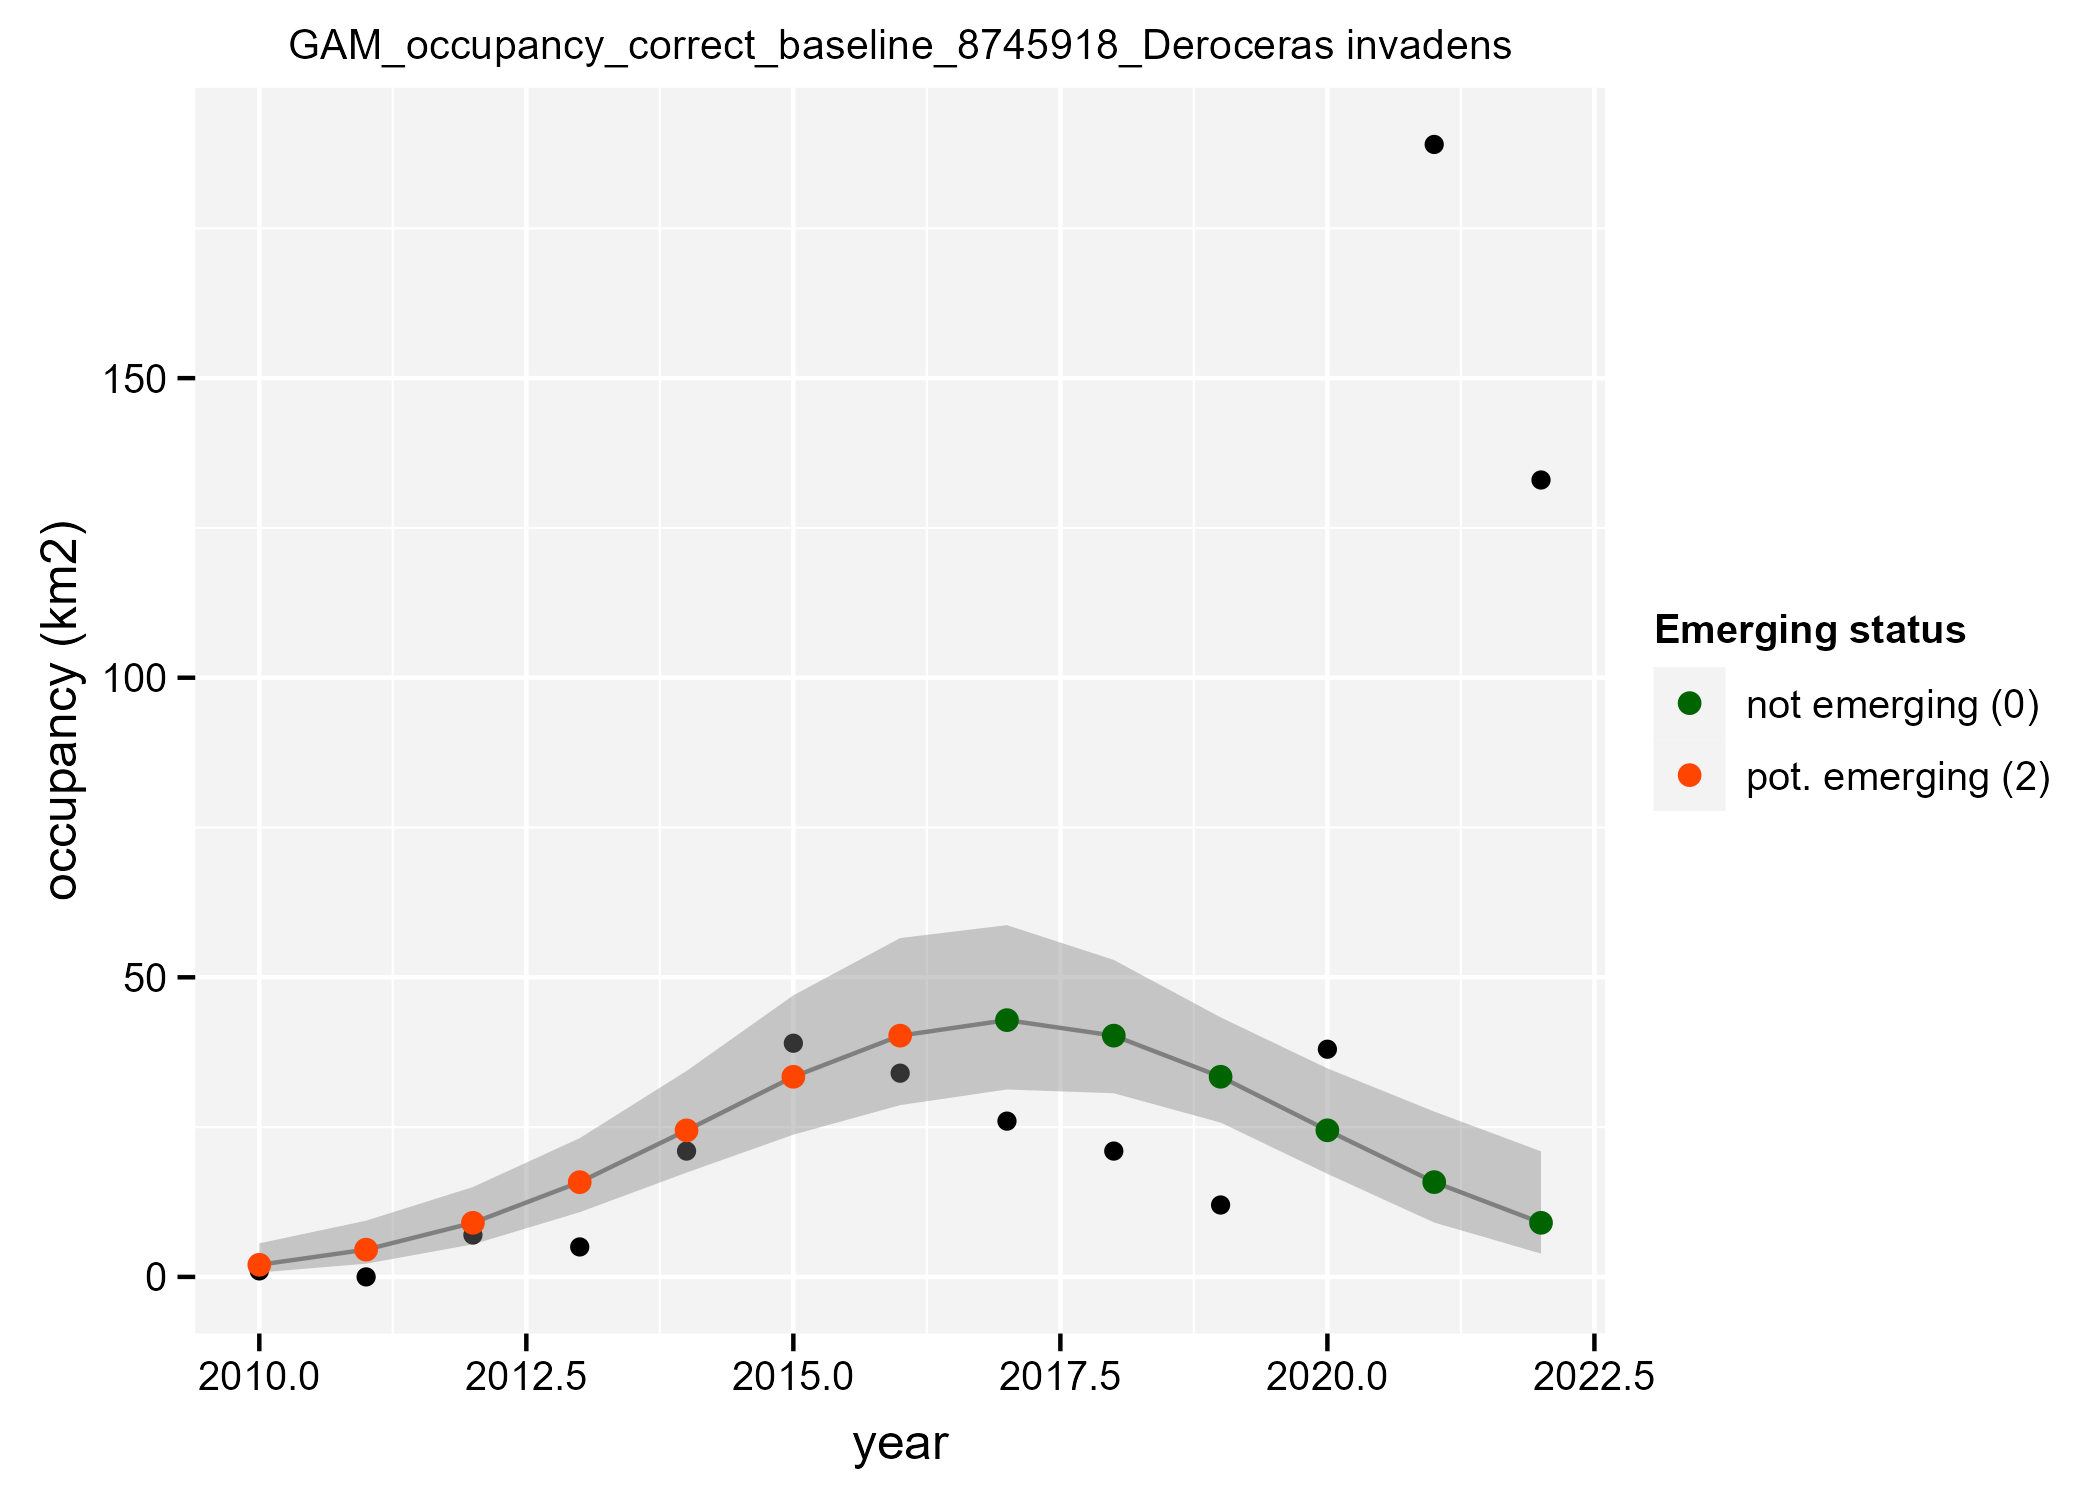 GAM_occupancy_correct_baseline_8745918_Deroceras invadens
occupancy (km2)
150
100
50
0
2010.0 2012.5 2015.0 2017.5 2020.0 2022.5
year
Emerging status
not emerging (0)
pot. emerging (2)